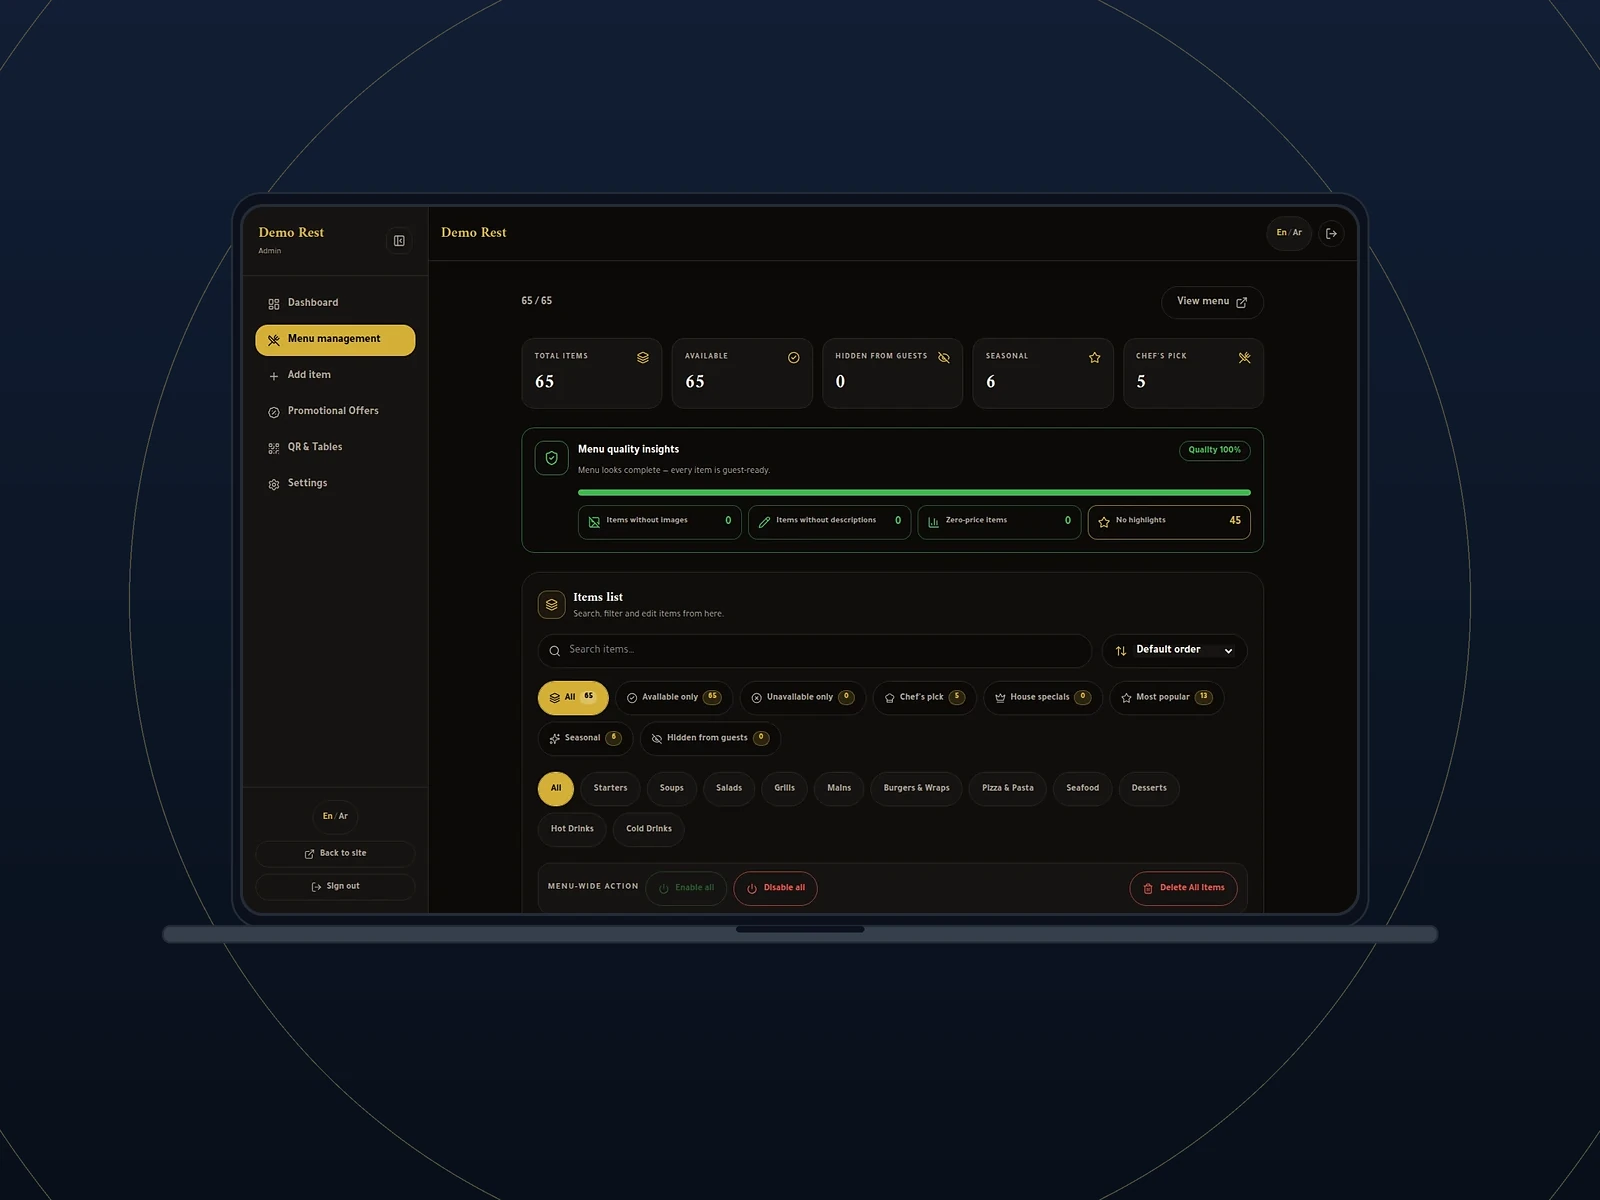 Demo Rest
Admin
Dashboard
Menu management
Add item
Promotional Offers
QR & Tables
Settings
En / Ar
Back to site
Sign out
Demo Rest
En / Ar
65 / 65
View menu
TOTAL ITEMS
65
AVAILABLE
65
HIDDEN FROM GUESTS
0
SEASONAL
6
CHEF'S PICK
5
Menu quality insights
Quality 100%
Menu looks complete – every item is guest-ready.
Items without images 0
Items without descriptions 0
Zero-price items 0
No highlights 45
Items list
Search, filter and edit items from here.
Search items...
Default order
All 65
Available only 65
Unavailable only 0
Chef's pick 5
House specials 0
Most popular 13
Seasonal 6
Hidden from guests 0
All
Starters
Soups
Salads
Grills
Mains
Burgers & Wraps
Pizza & Pasta
Seafood
Desserts
Hot Drinks
Cold Drinks
MENU-WIDE ACTION
Enable all
Disable all
Delete All Items